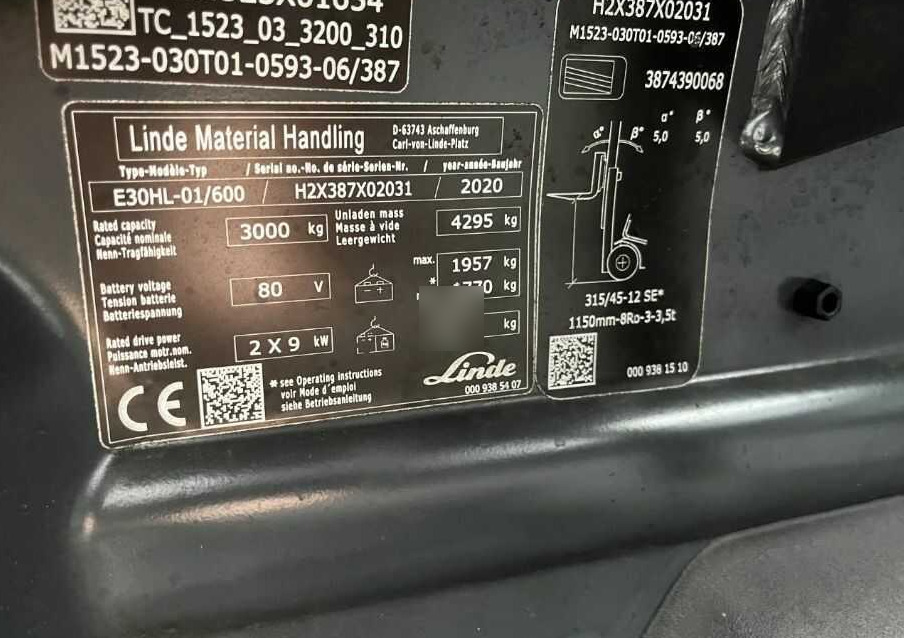 TC_1523_03_3200_310
M1523-030T01-0593-06/387
Linde Material Handling
D-63743 Aschaffenburg
Carl-von-Linde-Platz
Type-Modèle-Typ / Serial no.-No. de série-Serien-Nr. / year-année-Baujahr
E30HL-01/600 / H2X387X02031 / 2020
Rated capacity
Capacité nominale
Nenn-Tragfähigkeit
3000 kg
Unladen mass
Masse à vide
Leergewicht
4295 kg
Battery voltage
Tension batterie
Batteriespannung
80 V
max. 1957 kg
* kg
kg
Rated drive power
Puissance motr.nom.
Nenn-Antriebsleist.
2 X 9 kW
CE
* see Operating instructions
voir Mode d'emploi
siehe Betriebsanleitung
Linde
000 938 54 07
H2X387X02031
M1523-030T01-0593-06/387
3874390068
α° β°
5,0 5,0
α° β°
315/45-12 SE*
1150mm-8Ro-3-3,5t
000 938 15 10